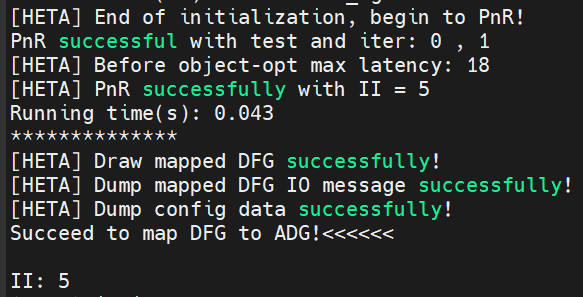 [HETA] End of initialization, begin to PnR!
PnR successful with test and iter: 0 , 1
[HETA] Before object-opt max latency: 18
[HETA] PnR successfully with II = 5
Running time(s): 0.043
**************
[HETA] Draw mapped DFG successfully!
[HETA] Dump mapped DFG IO message successfully!
[HETA] Dump config data successfully!
Succeed to map DFG to ADG!<<<<<<
II: 5